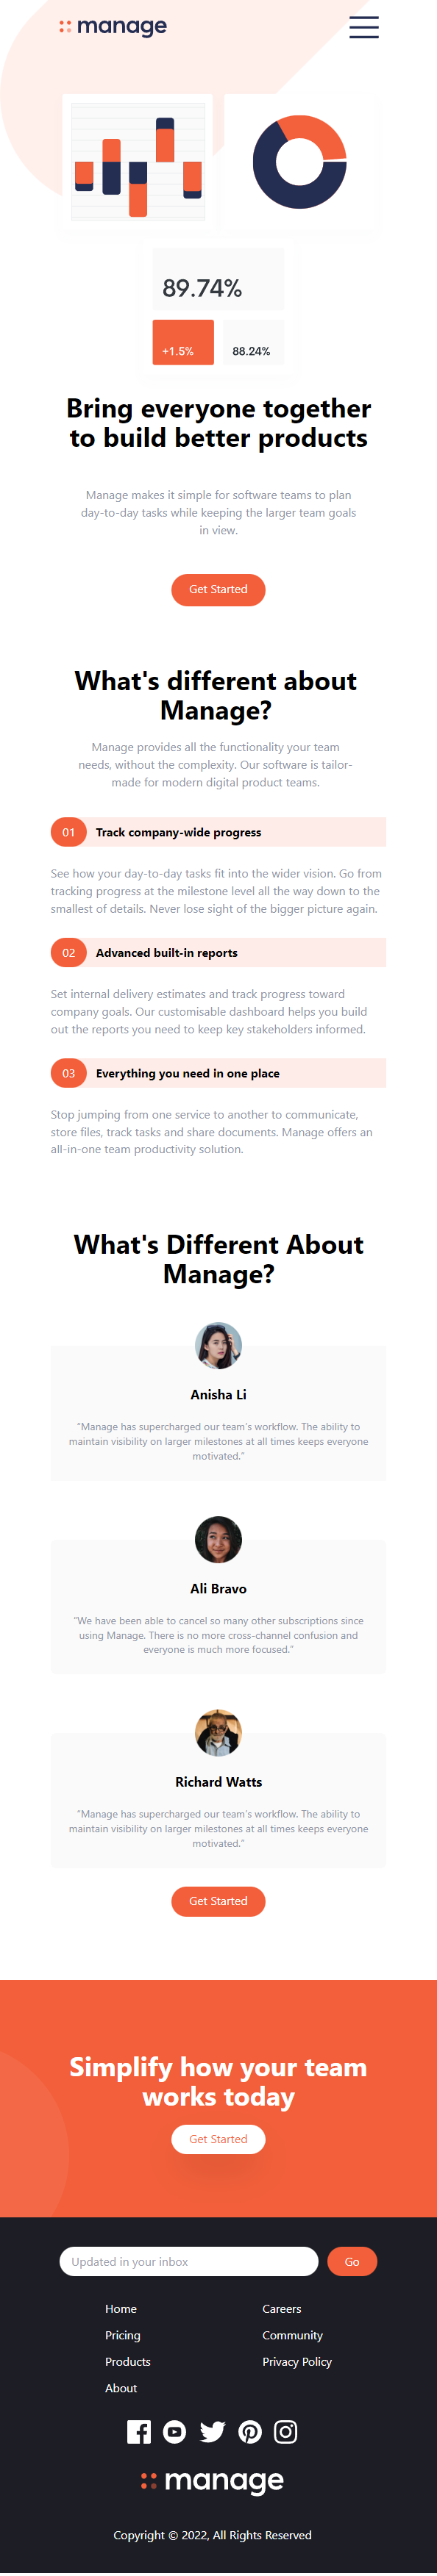 manage
89.74%
+1.5%
88.24%
Bring everyone together
to build better products
Manage makes it simple for software teams to plan
day-to-day tasks while keeping the larger team goals
in view.
Get Started
What's different about
Manage?
Manage provides all the functionality your team
needs, without the complexity. Our software is tailor-
made for modern digital product teams.
01 Track company-wide progress
See how your day-to-day tasks fit into the wider vision. Go from
tracking progress at the milestone level all the way down to the
smallest of details. Never lose sight of the bigger picture again.
02 Advanced built-in reports
Set internal delivery estimates and track progress toward
company goals. Our customisable dashboard helps you build
out the reports you need to keep key stakeholders informed.
03 Everything you need in one place
Stop jumping from one service to another to communicate,
store files, track tasks and share documents. Manage offers an
all-in-one team productivity solution.
What's Different About
Manage?
Anisha Li
“Manage has supercharged our team’s workflow. The ability to
maintain visibility on larger milestones at all times keeps everyone
motivated.”
Ali Bravo
“We have been able to cancel so many other subscriptions since
using Manage. There is no more cross-channel confusion and
everyone is much more focused.”
Richard Watts
“Manage has supercharged our team’s workflow. The ability to
maintain visibility on larger milestones at all times keeps everyone
motivated.”
Get Started
Simplify how your team
works today
Get Started
Updated in your inbox
Go
Home
Pricing
Products
About
Careers
Community
Privacy Policy
manage
Copyright © 2022, All Rights Reserved